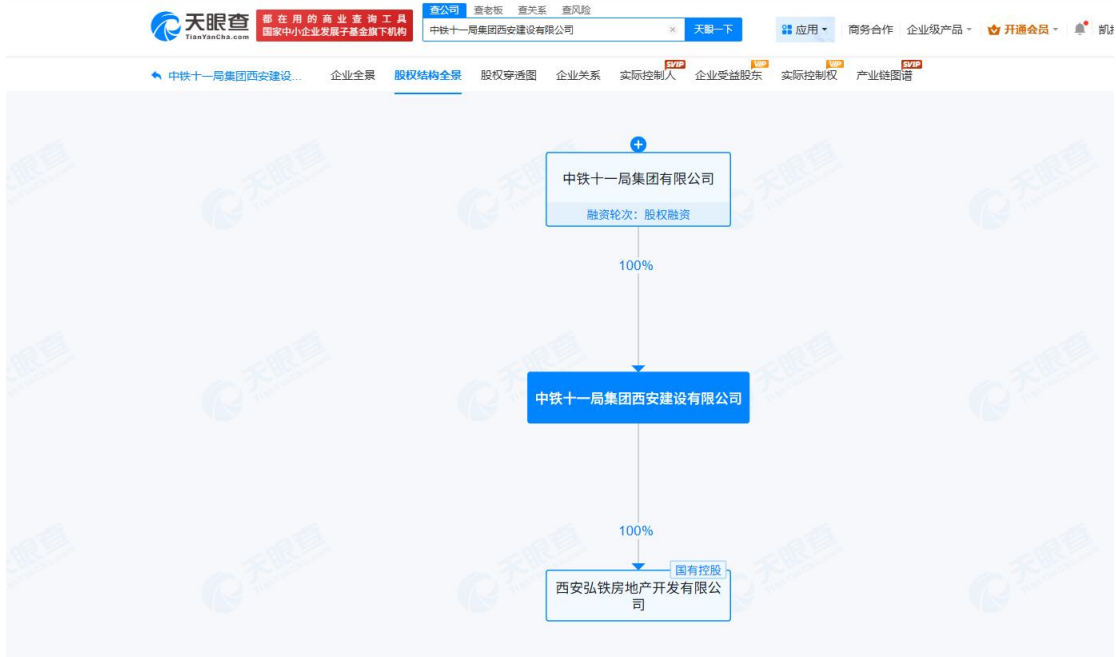 查公司 查老板 查关系 查风险
天眼查
TianYanCha.com
都在用的商业查询工具
国家中小企业发展子基金旗下机构
中铁十一局集团西安建设有限公司 × 天眼一下
应用 商务合作 企业级产品 开通会员 凯
中铁十一局集团西安建设... 企业全景 股权结构全景 股权穿透图 企业关系 实际控制人 SVIP 企业受益股东 VIP 实际控制权 VIP 产业链图谱 SVIP
中铁十一局集团有限公司
融资轮次：股权融资
100%
中铁十一局集团西安建设有限公司
100%
国有控股
西安弘铁房地产开发有限公
司